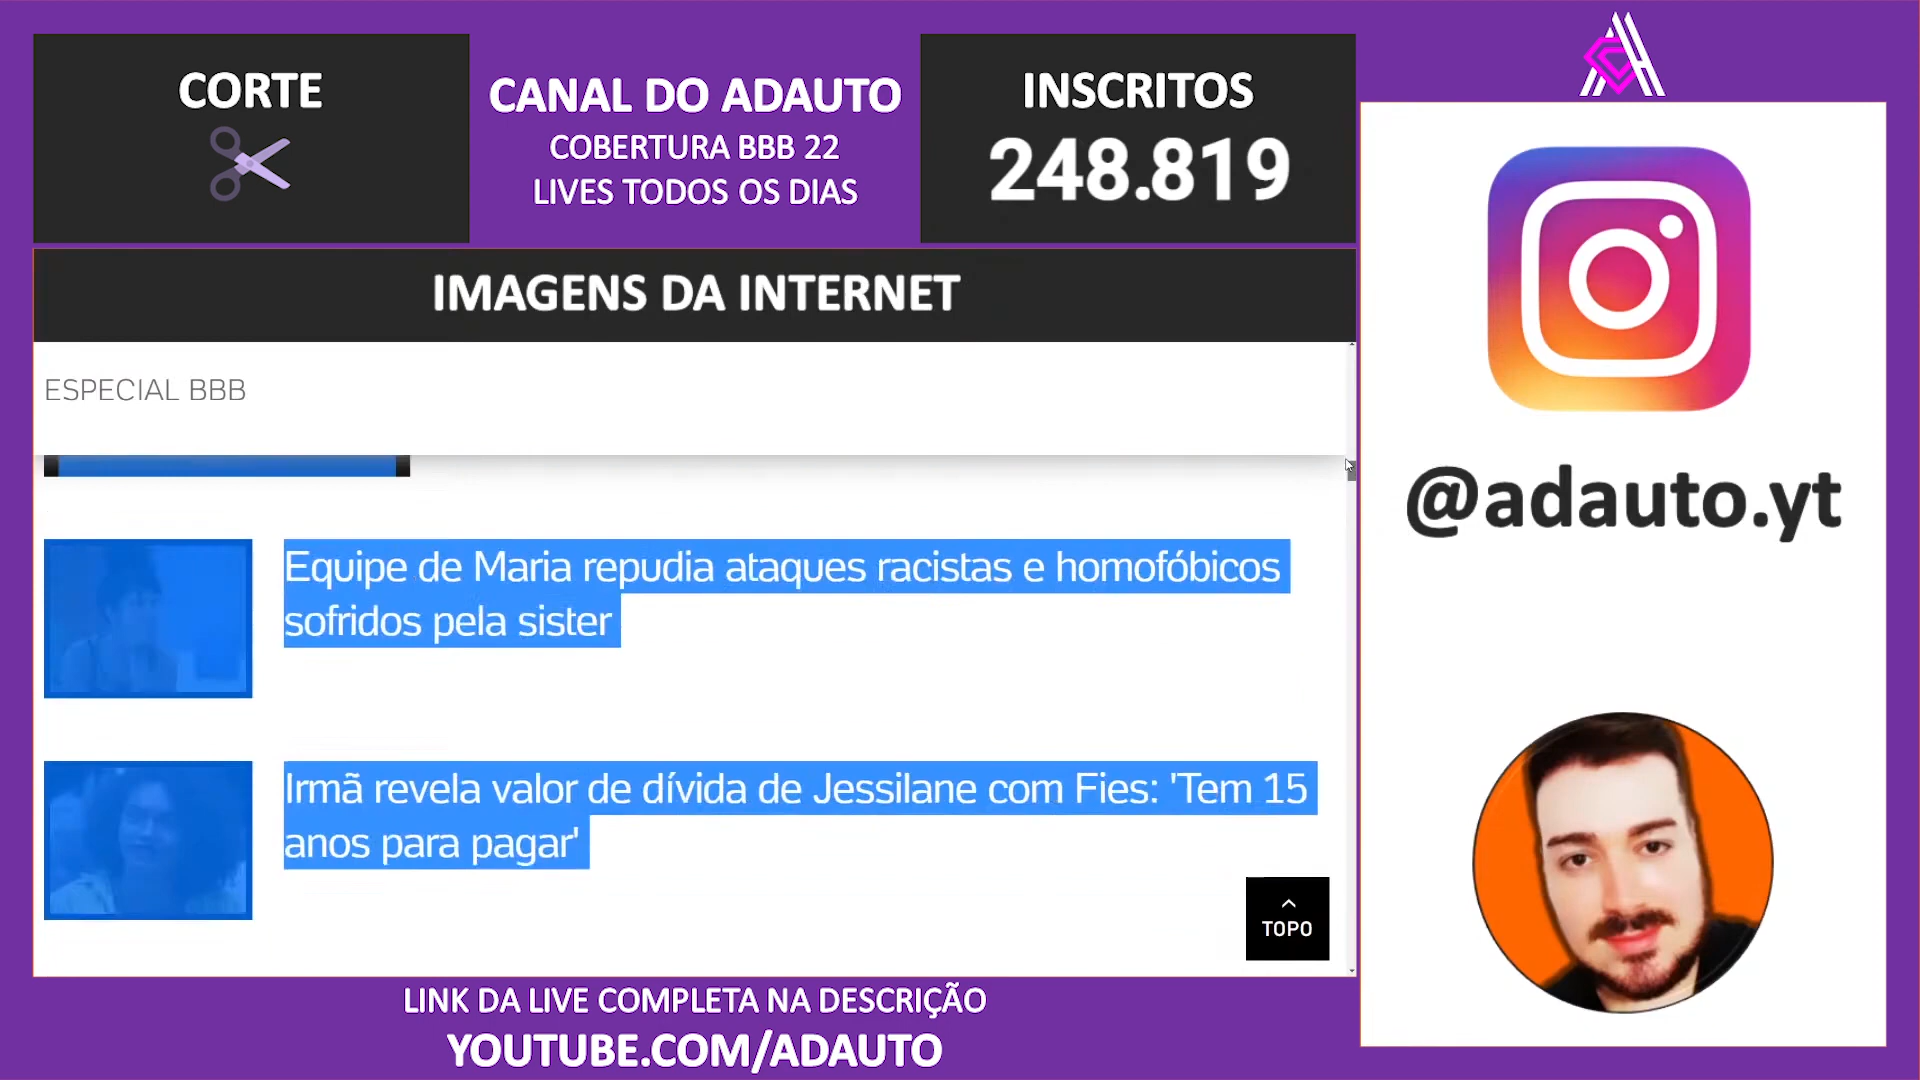 CORTE
CANAL DO ADAUTO
COBERTURA BBB 22
LIVES TODOS OS DIAS
INSCRITOS
248.819
IMAGENS DA INTERNET
ESPECIAL BBB
Equipe de Maria repudia ataques racistas e homofóbicos
sofridos pela sister
Irmã revela valor de dívida de Jessilane com Fies: 'Tem 15
anos para pagar'
TOPO
@adauto.yt
LINK DA LIVE COMPLETA NA DESCRIÇÃO
YOUTUBE.COM/ADAUTO